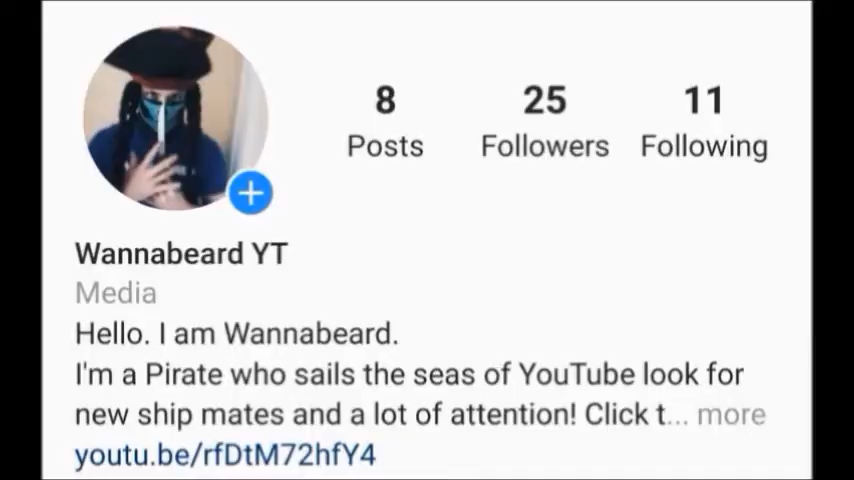 8 25 11
Posts Followers Following
Wannabeard YT
Media
Hello. I am Wannabeard.
I'm a Pirate who sails the seas of YouTube look for
new ship mates and a lot of attention! Click t... more
youtu.be/rfDtM72hfY4